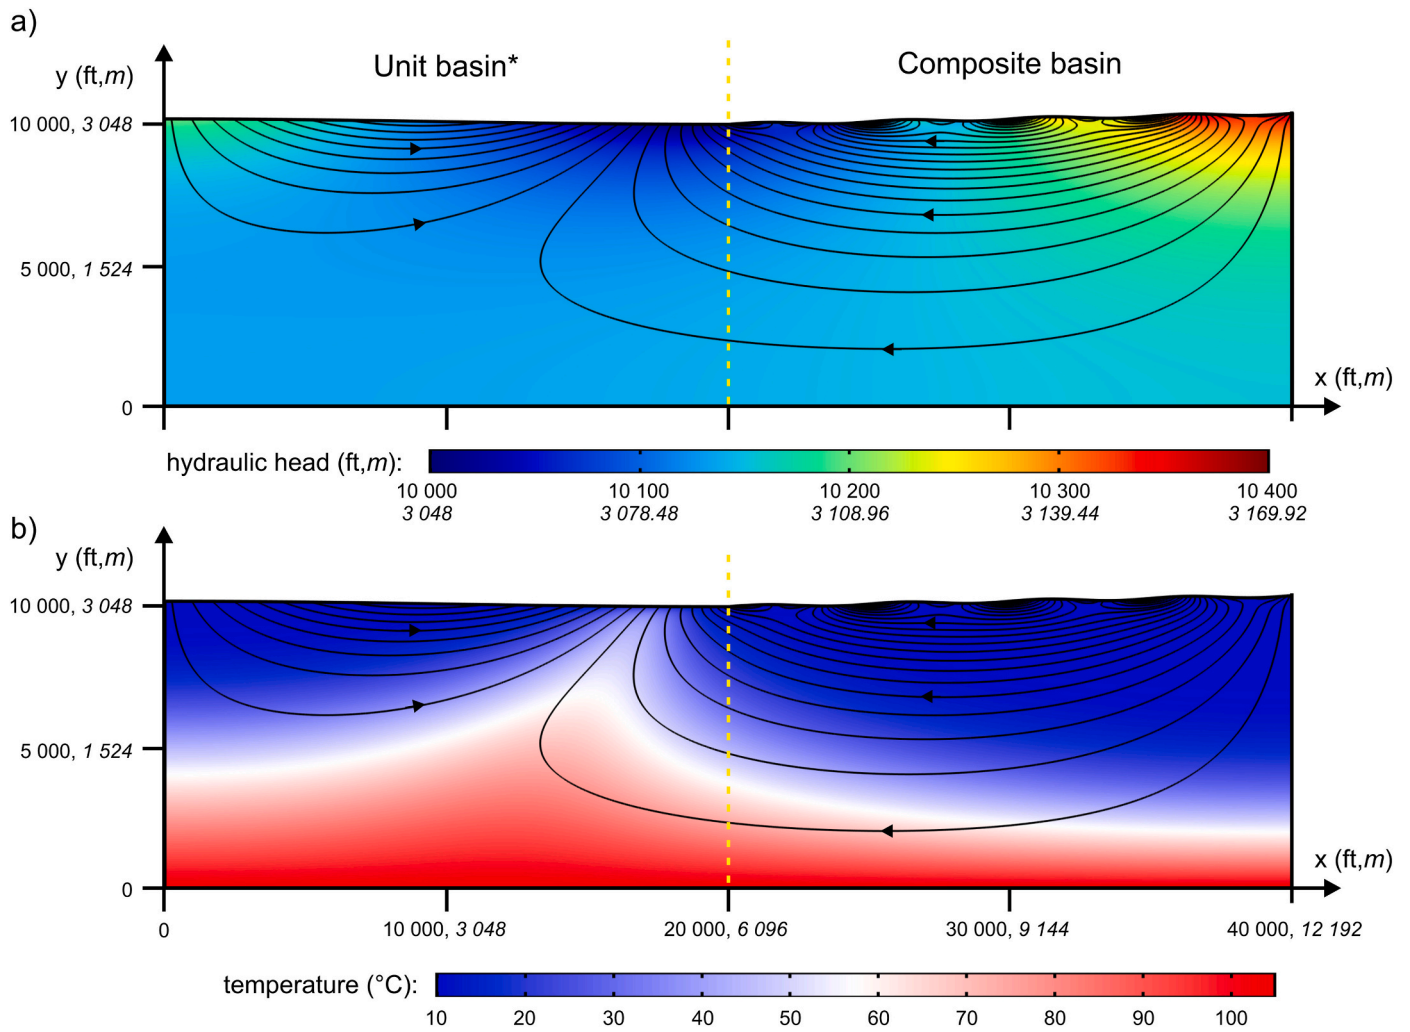 a)
Unit basin*
Composite basin
y (ft,m)
10 000, 3 048
5 000, 1 524
0
x (ft,m)
hydraulic head (ft,m):
10 000 10 100 10 200 10 300 10 400
3 048 3 078.48 3 108.96 3 139.44 3 169.92
b)
y (ft,m)
10 000, 3 048
5 000, 1 524
0
x (ft,m)
0 10 000, 3 048 20 000, 6 096 30 000, 9 144 40 000, 12 192
temperature (°C):
10 20 30 40 50 60 70 80 90 100